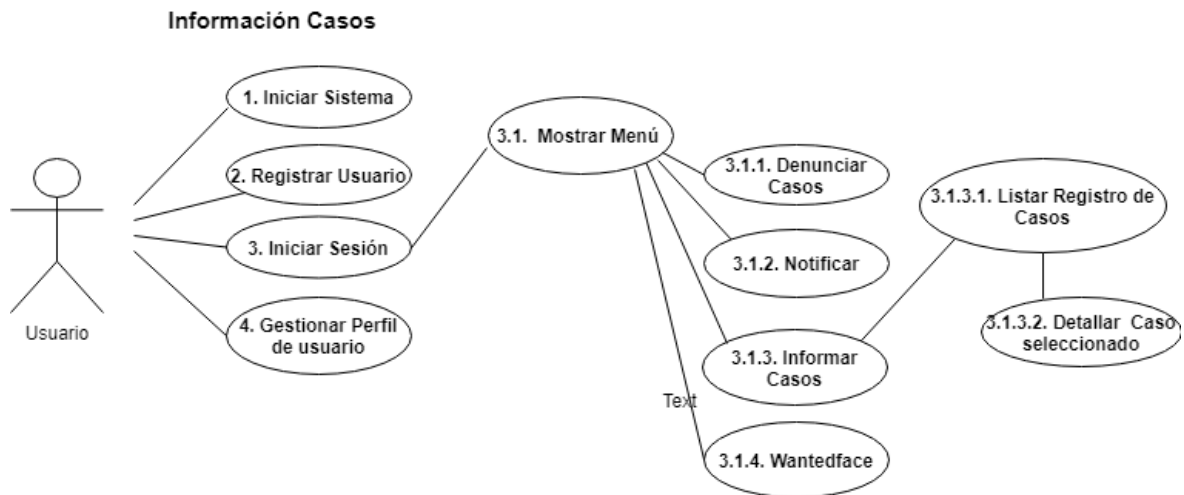 Información Casos
1. Iniciar Sistema
2. Registrar Usuario
3. Iniciar Sesión
4. Gestionar Perfil
de usuario
Usuario
3.1. Mostrar Menú
3.1.1. Denunciar
Casos
3.1.2. Notificar
3.1.3. Informar
Casos
Text
3.1.4. Wantedface
3.1.3.1. Listar Registro de
Casos
3.1.3.2. Detallar Caso
seleccionado